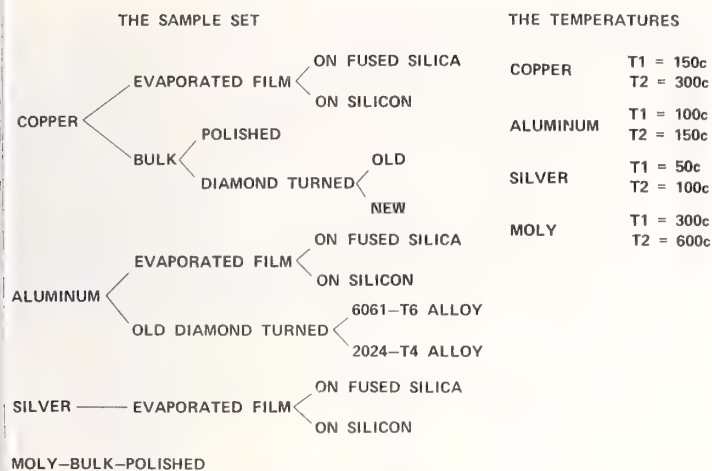 THE SAMPLE SET
COPPER
EVAPORATED FILM
ON FUSED SILICA
ON SILICON
BULK
POLISHED
DIAMOND TURNED
OLD
NEW
ALUMINUM
EVAPORATED FILM
ON FUSED SILICA
ON SILICON
OLD DIAMOND TURNED
6061–T6 ALLOY
2024–T4 ALLOY
SILVER
EVAPORATED FILM
ON FUSED SILICA
ON SILICON
MOLY–BULK–POLISHED
THE TEMPERATURES
COPPER
T1 = 150c
T2 = 300c
ALUMINUM
T1 = 100c
T2 = 150c
SILVER
T1 = 50c
T2 = 100c
MOLY
T1 = 300c
T2 = 600c